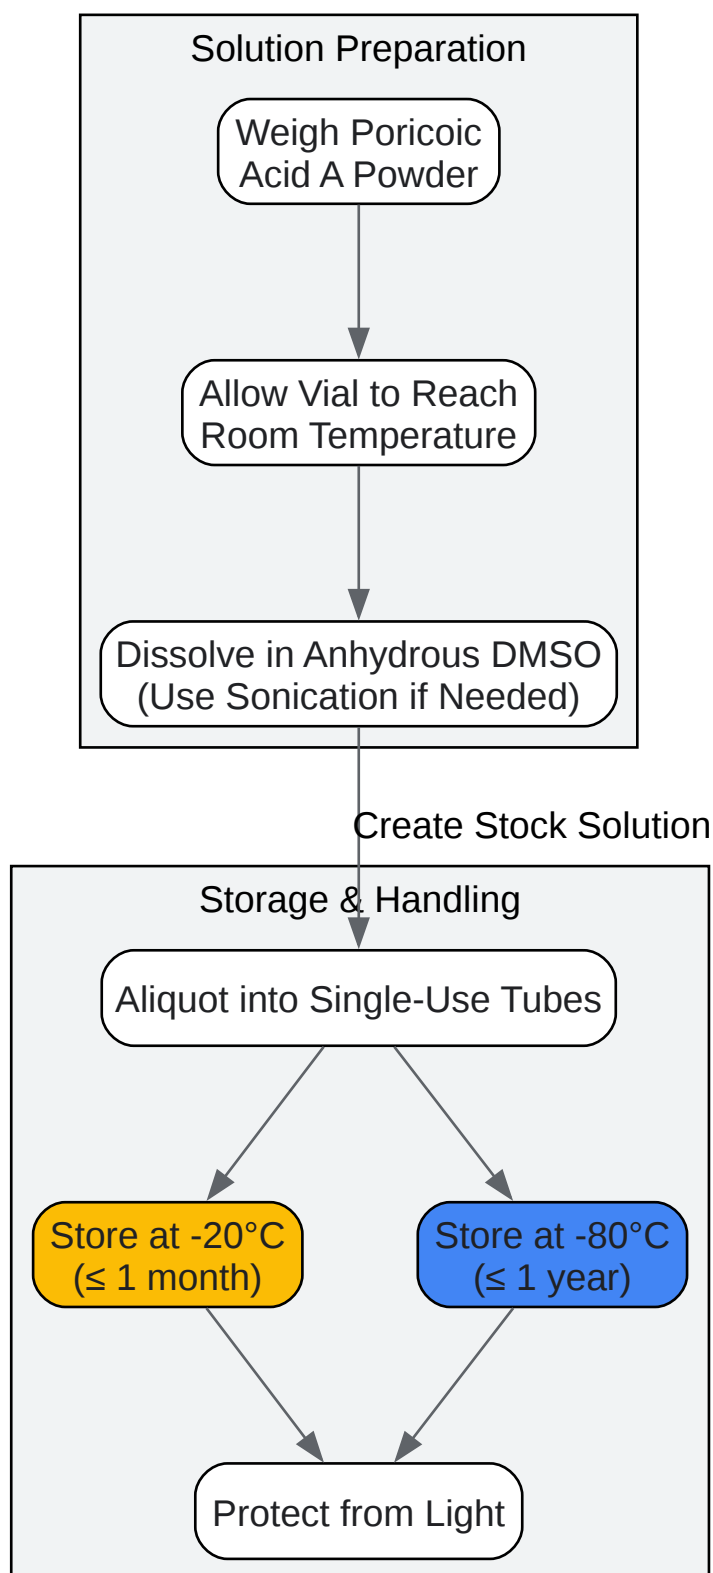 Solution Preparation
Weigh Poricoic
Acid A Powder
Allow Vial to Reach
Room Temperature
Dissolve in Anhydrous DMSO
(Use Sonication if Needed)
Create Stock Solution
Storage & Handling
Aliquot into Single-Use Tubes
Store at -20°C
(≤ 1 month)
Store at -80°C
(≤ 1 year)
Protect from Light